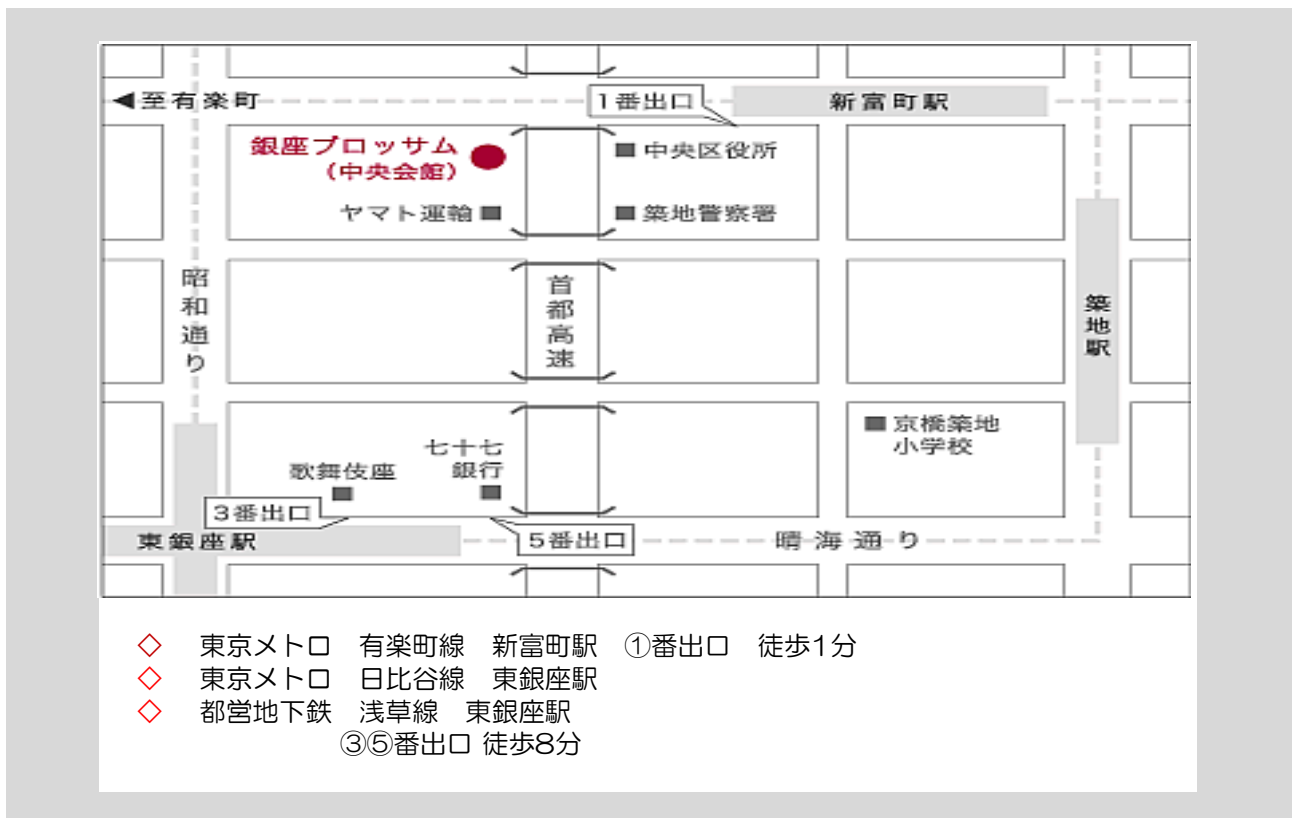 ◀至有楽町
1番出口
新富町駅
銀座ブロッサム
(中央会館)
中央区役所
ヤマト運輸
築地警察署
昭和通り
首都高速
築地駅
京橋築地
小学校
七十七
銀行
歌舞伎座
3番出口
東銀座駅
5番出口
晴海通り
◇ 東京メトロ 有楽町線 新富町駅 ①番出口 徒歩1分
◇ 東京メトロ 日比谷線 東銀座駅
◇ 都営地下鉄 浅草線 東銀座駅
③⑤番出口 徒歩8分